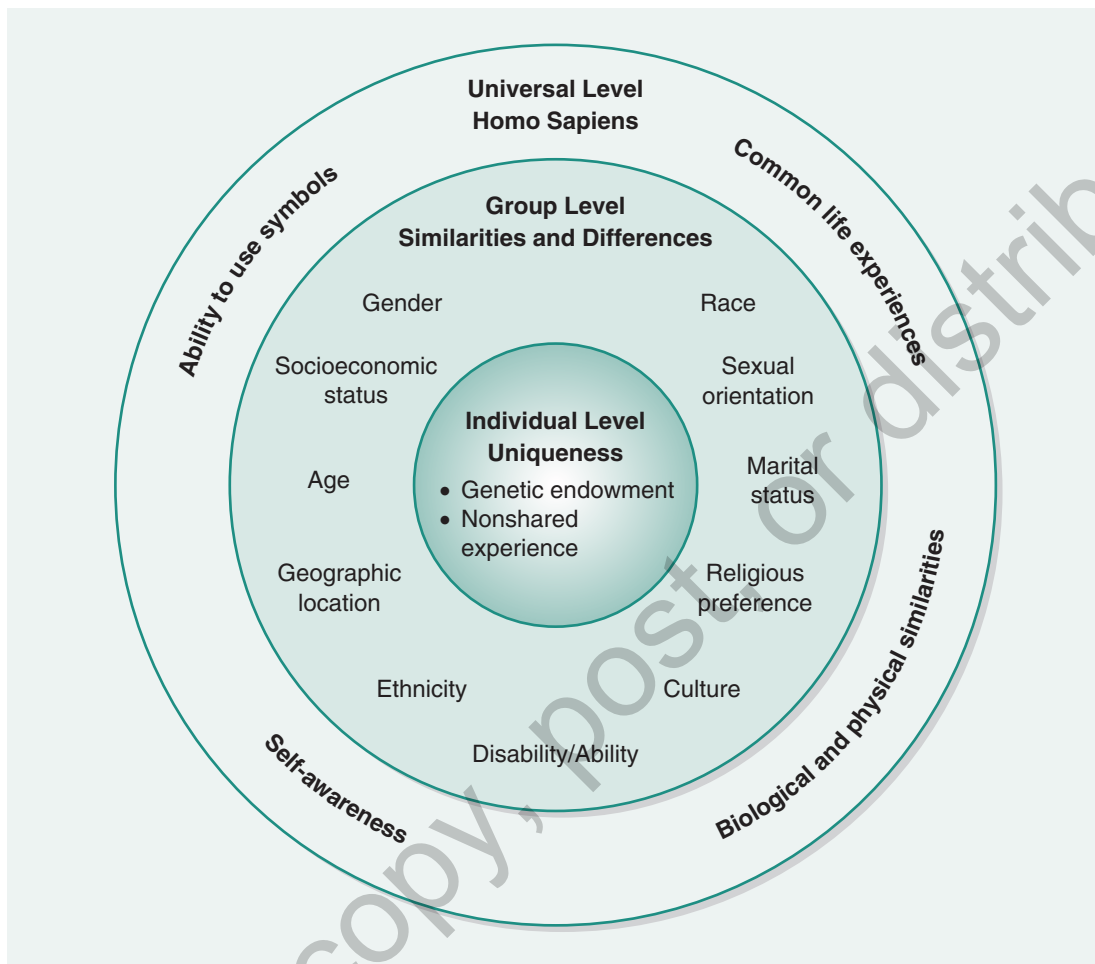 Universal Level
Homo Sapiens
Ability to use symbols
Common life experiences
Group Level
Similarities and Differences
Gender
Race
Socioeconomic
status
Sexual
orientation
Individual Level
Uniqueness
• Genetic endowment
• Nonshared
experience
Age
Marital
status
Geographic
location
Religious
preference
Ethnicity
Culture
Disability/Ability
Self-awareness
Biological and physical similarities
copy, post, or distrib